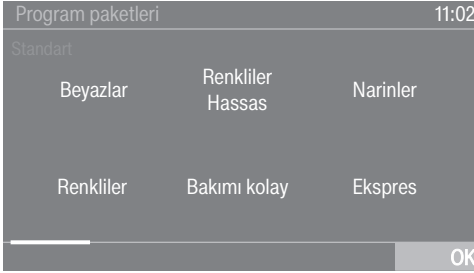 Program paketleri 11:02
Standart
Beyazlar Renkliler Hassas Narinler
Renkliler Bakımı kolay Ekspres
OK